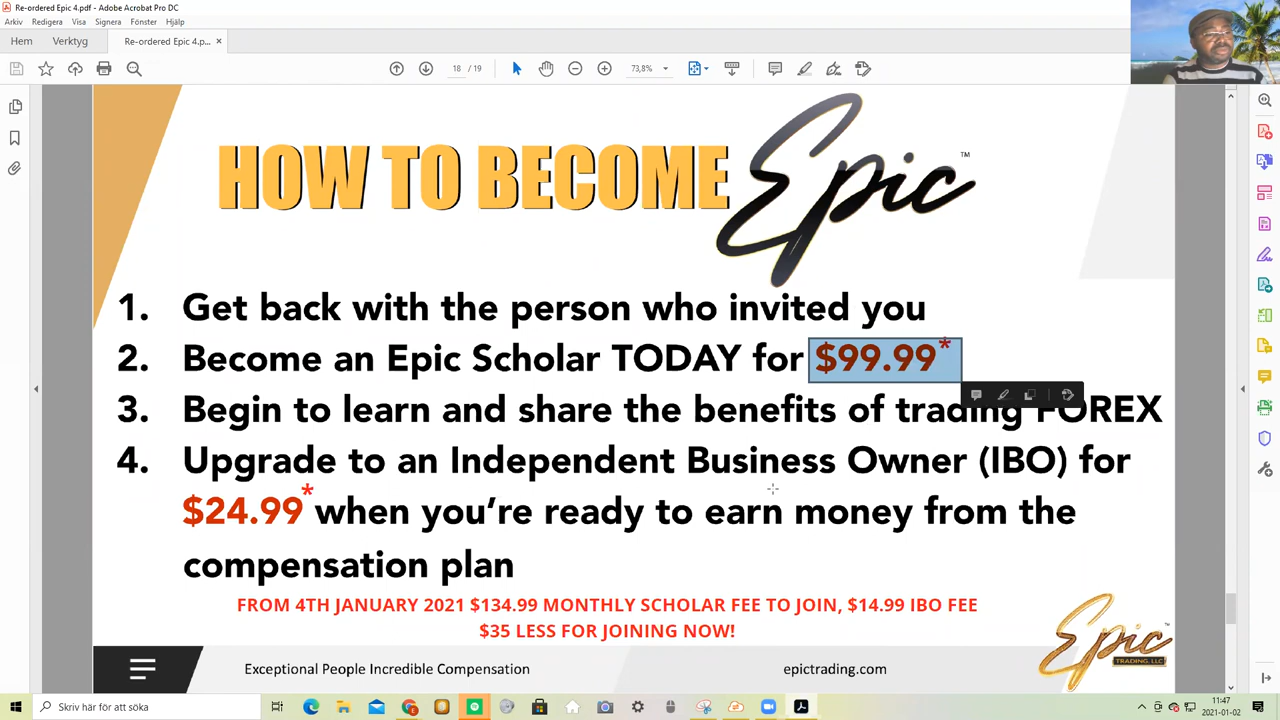 Re-ordered Epic 4.pdf - Adobe Acrobat Pro DC
Arkiv Redigera Visa Signera Fönster Hjälp
Hem Verktyg Re-ordered Epic 4.p... ×
18 / 19 73,8%
HOW TO BECOME Epic ™
1. Get back with the person who invited you
2. Become an Epic Scholar TODAY for $99.99*
3. Begin to learn and share the benefits of trading FOREX
4. Upgrade to an Independent Business Owner (IBO) for
$24.99* when you're ready to earn money from the
compensation plan
FROM 4TH JANUARY 2021 $134.99 MONTHLY SCHOLAR FEE TO JOIN, $14.99 IBO FEE
$35 LESS FOR JOINING NOW!
Epic ™
TRADING, LLC
Exceptional People Incredible Compensation epictrading.com
Skriv här för att söka
11:47
2021-01-02